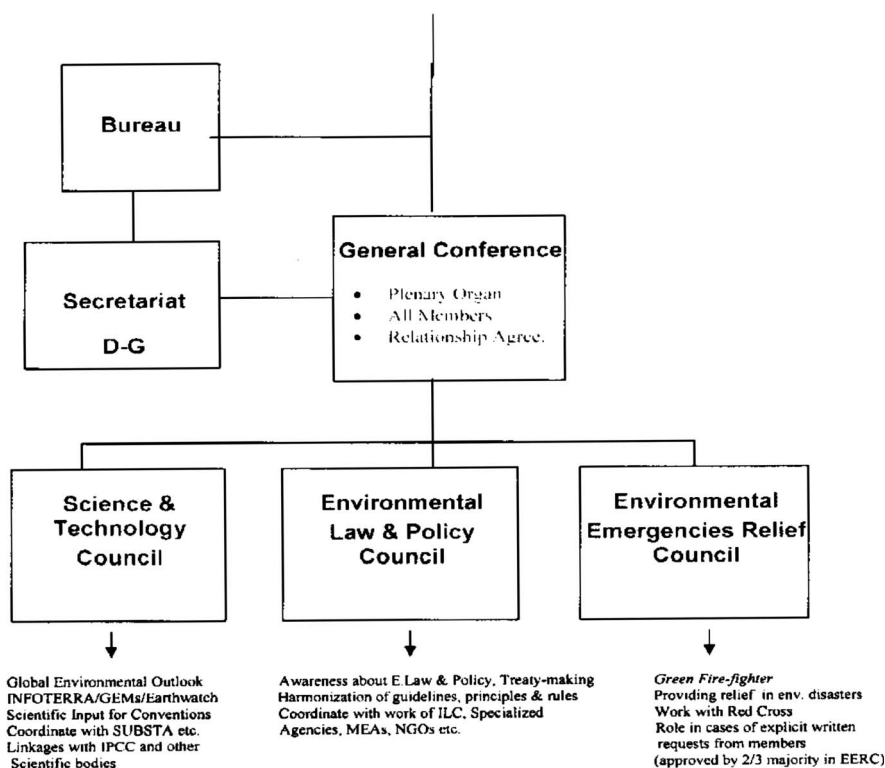 Bureau
Secretariat
D-G
General Conference
• Plenary Organ
• All Members
• Relationship Agree.
Science &
Technology
Council
Environmental
Law & Policy
Council
Environmental
Emergencies Relief
Council
Global Environmental Outlook
INFOTERRA/GEMs/Earthwatch
Scientific Input for Conventions
Coordinate with SUBSTA etc.
Linkages with IPCC and other
Scientific bodies
Awareness about E.Law & Policy, Treaty-making
Harmonization of guidelines, principles & rules
Coordinate with work of ILC, Specialized
Agencies, MEAs, NGOs etc.
Green Fire-fighter
Providing relief in env. disasters
Work with Red Cross
Role in cases of explicit written
requests from members
(approved by 2/3 majority in EERC)